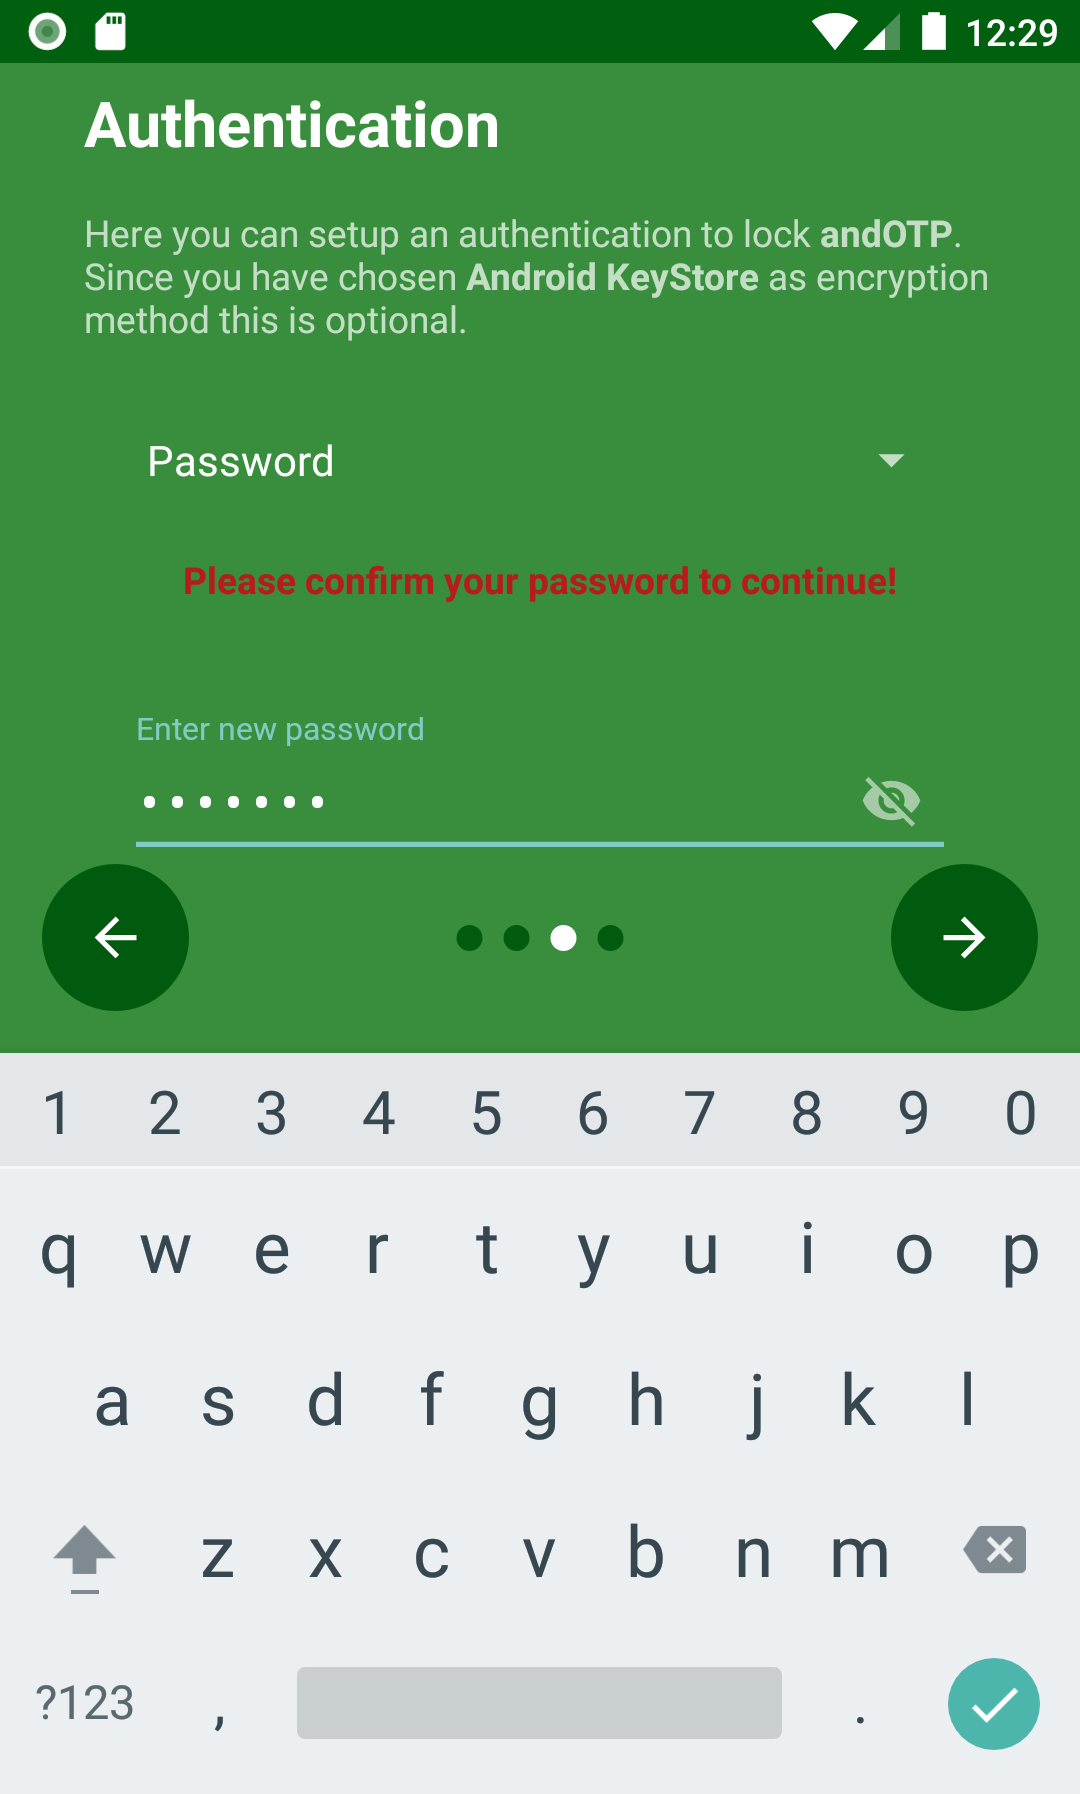 12:29
Authentication
Here you can setup an authentication to lock andOTP.
Since you have chosen Android KeyStore as encryption
method this is optional.
Password
Please confirm your password to continue!
Enter new password
•••••••
1 2 3 4 5 6 7 8 9 0
q w e r t y u i o p
a s d f g h j k l
z x c v b n m
?123 , .